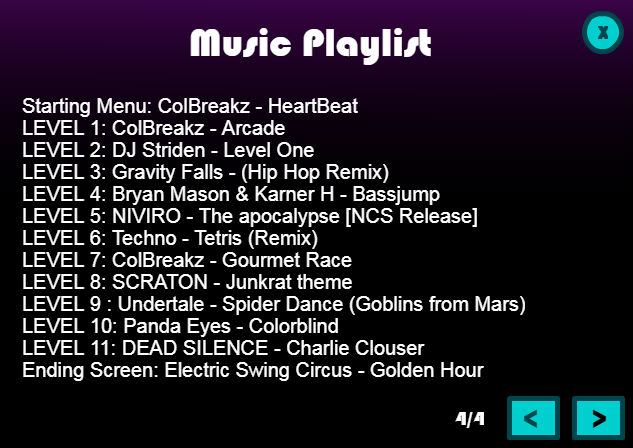 Music Playlist
X
Starting Menu: ColBreakz - HeartBeat
LEVEL 1: ColBreakz - Arcade
LEVEL 2: DJ Striden - Level One
LEVEL 3: Gravity Falls - (Hip Hop Remix)
LEVEL 4: Bryan Mason & Karner H - Bassjump
LEVEL 5: NIVIRO - The apocalypse [NCS Release]
LEVEL 6: Techno - Tetris (Remix)
LEVEL 7: ColBreakz - Gourmet Race
LEVEL 8: SCRATON - Junkrat theme
LEVEL 9 : Undertale - Spider Dance (Goblins from Mars)
LEVEL 10: Panda Eyes - Colorblind
LEVEL 11: DEAD SILENCE - Charlie Clouser
Ending Screen: Electric Swing Circus - Golden Hour
4/4 < >